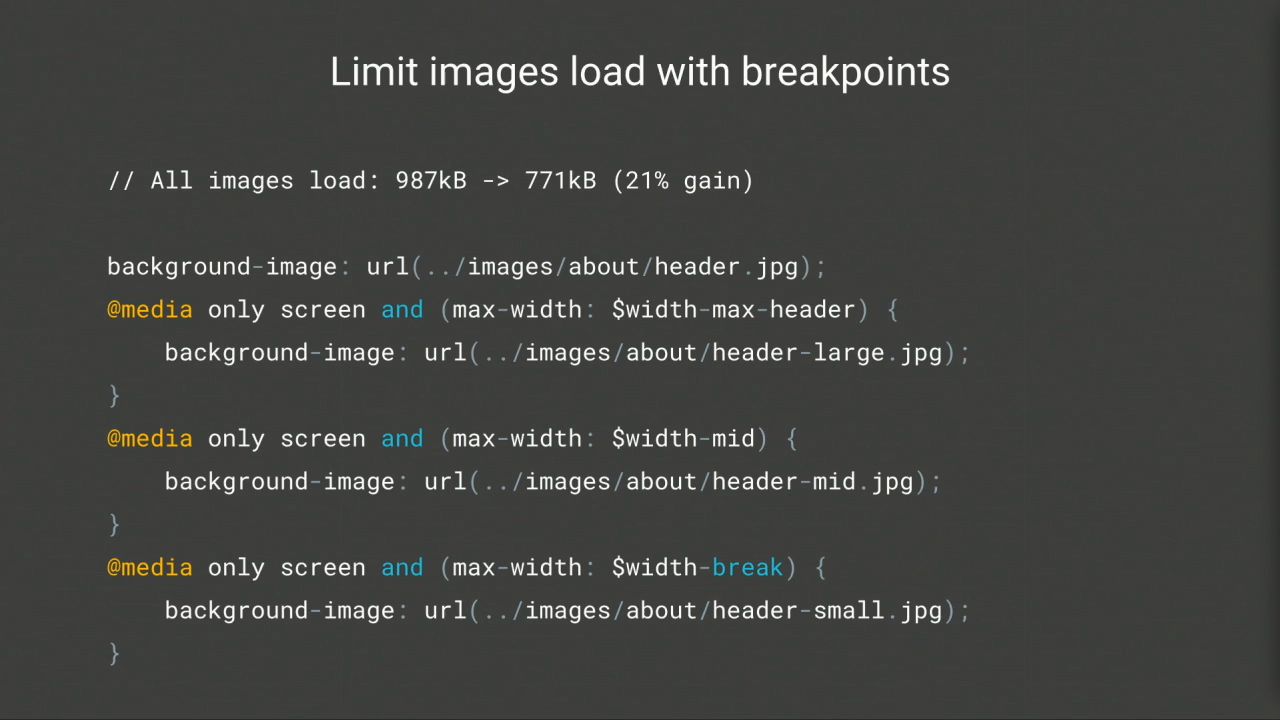 Limit images load with breakpoints
// All images load: 987kB -> 771kB (21% gain)
background-image: url(../images/about/header.jpg);
@media only screen and (max-width: $width-max-header) {
    background-image: url(../images/about/header-large.jpg);
}
@media only screen and (max-width: $width-mid) {
    background-image: url(../images/about/header-mid.jpg);
}
@media only screen and (max-width: $width-break) {
    background-image: url(../images/about/header-small.jpg);
}